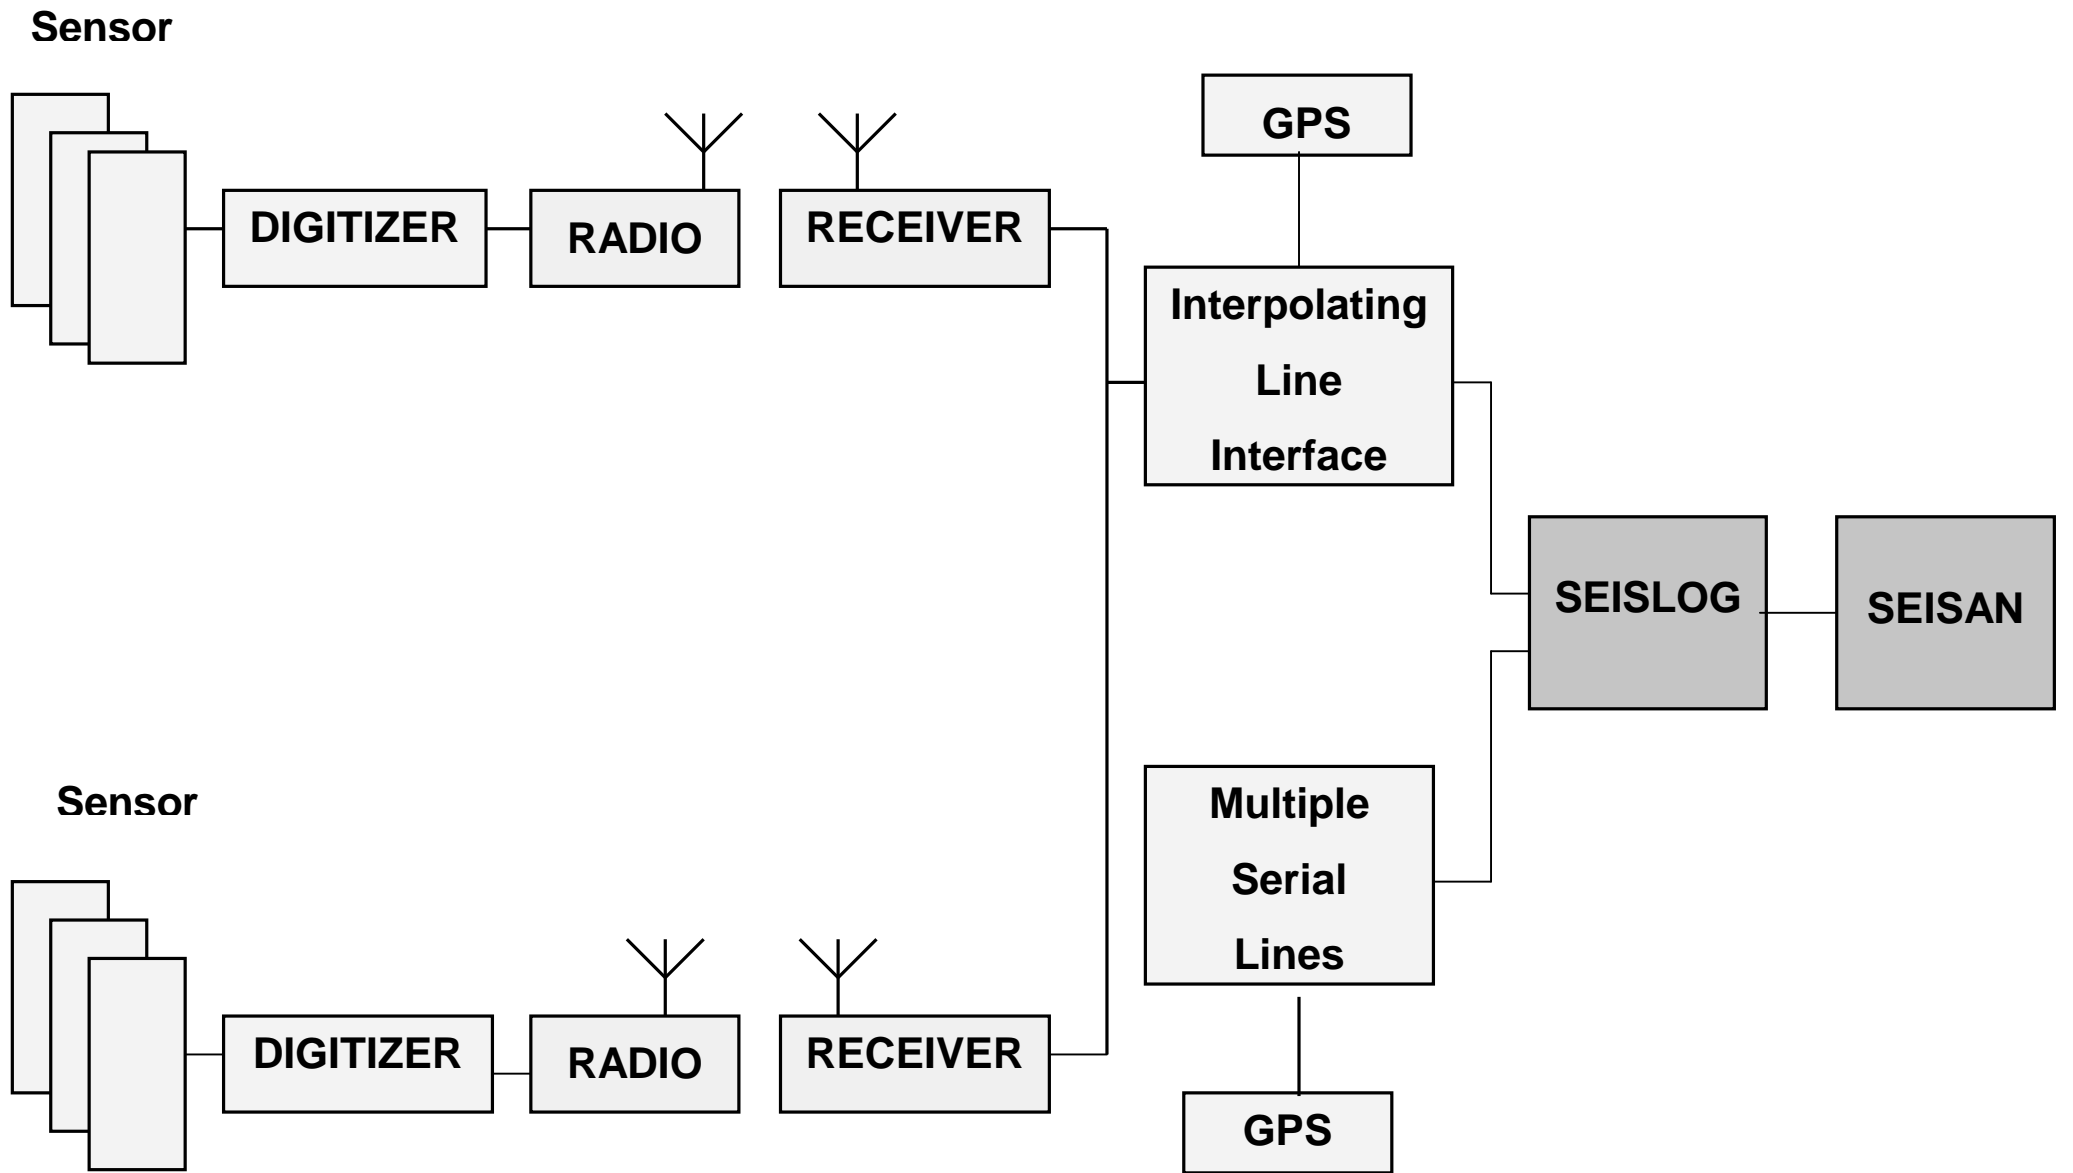 Sensor
GPS
DIGITIZER
RADIO
RECEIVER
Interpolating
Line
Interface
SEISLOG
SEISAN
Sensor
Multiple
Serial
Lines
DIGITIZER
RADIO
RECEIVER
GPS